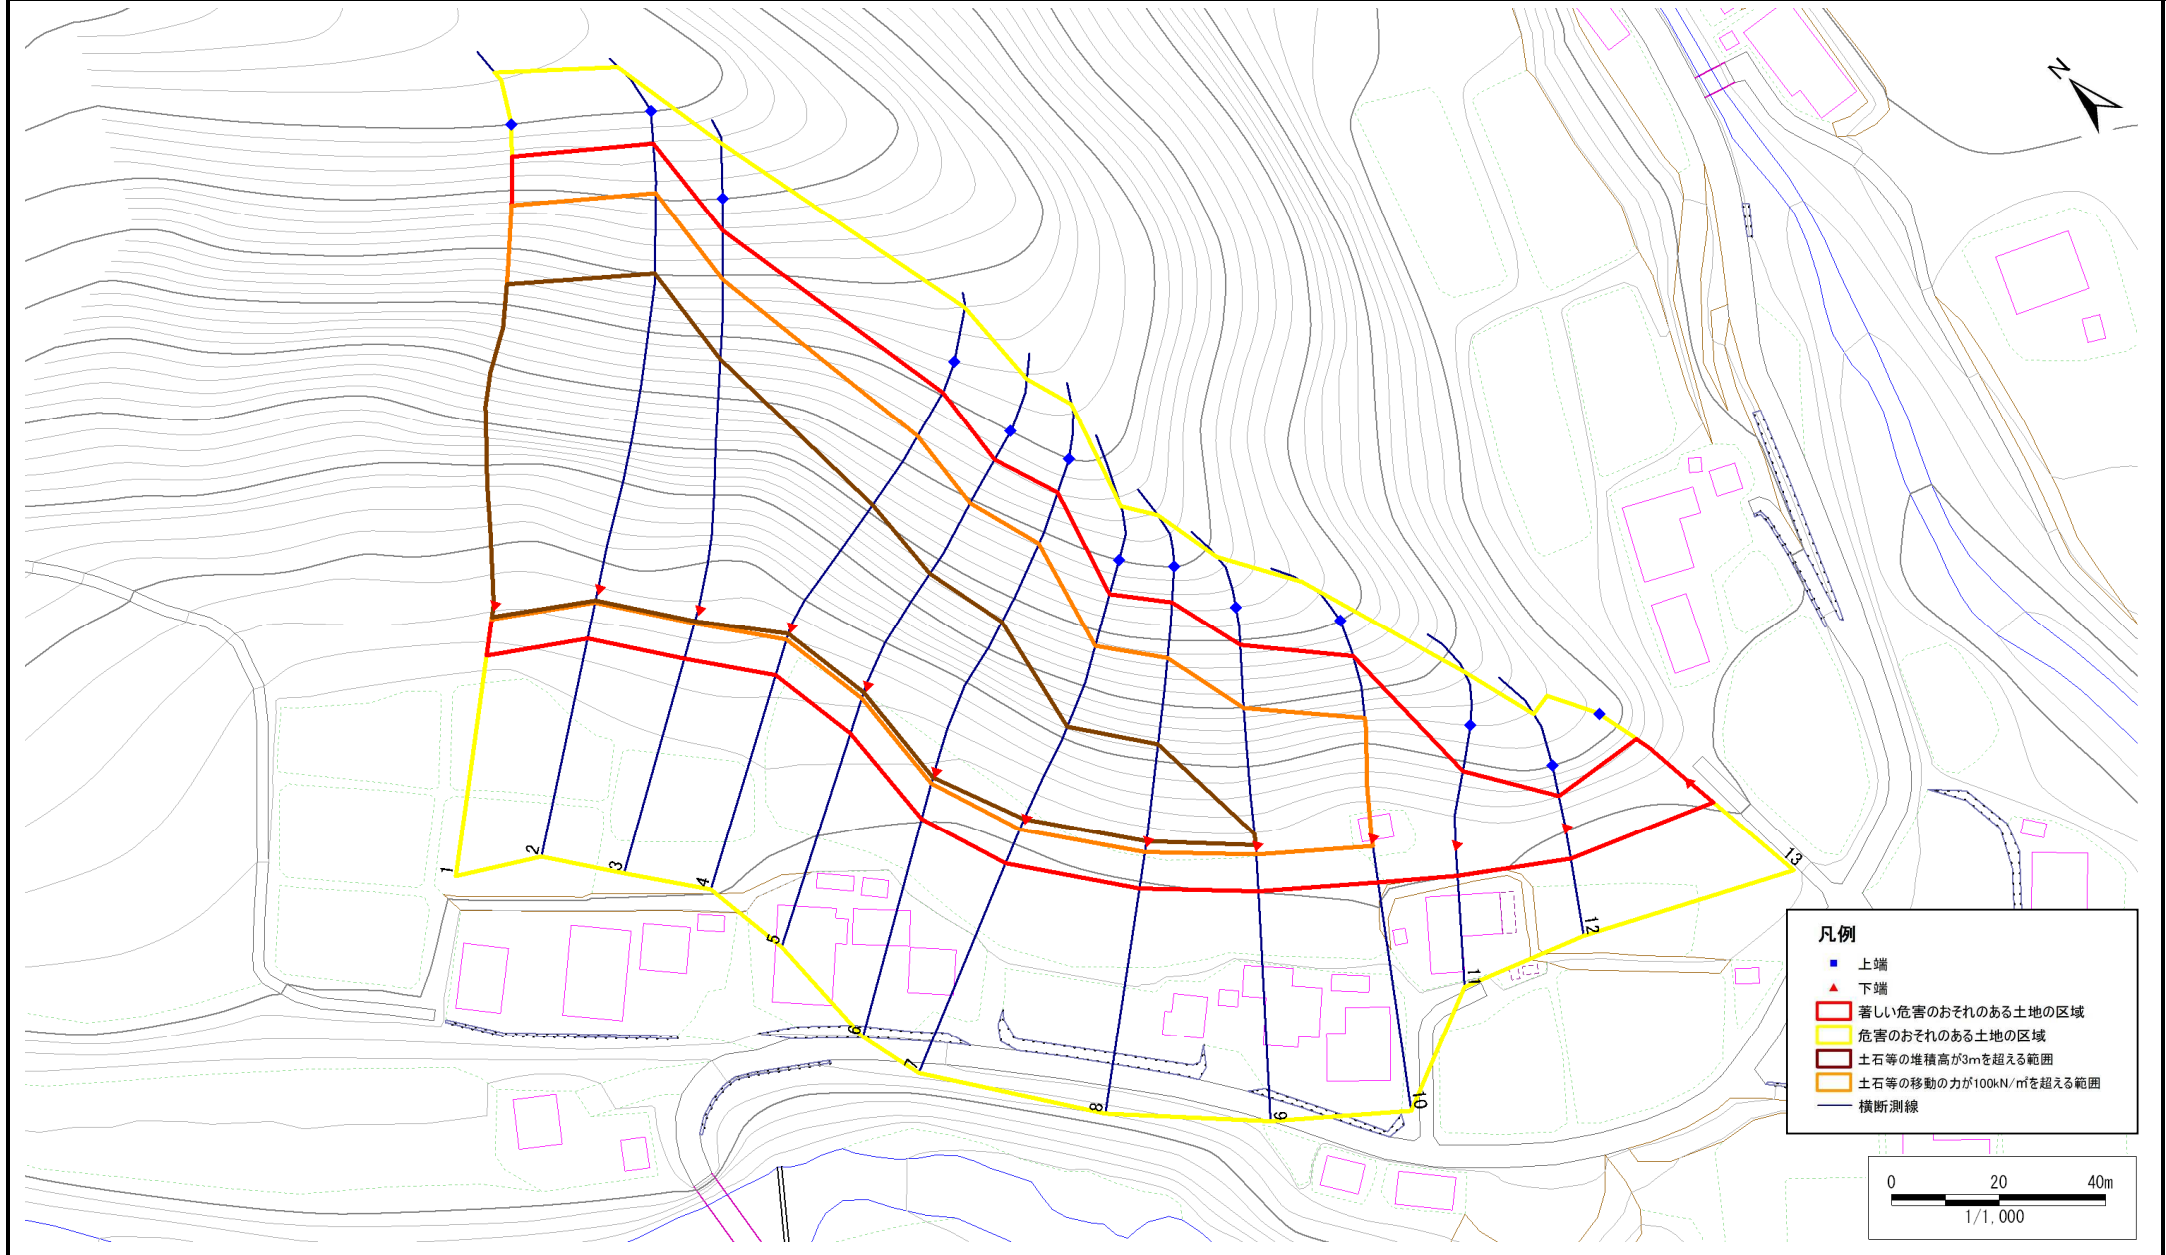 N
1
2
3
4
5
6
7
8
9
10
11
12
13
凡例
上端
下端
著しい危害のおそれのある土地の区域
危害のおそれのある土地の区域
土石等の堆積高が3mを超える範囲
土石等の移動の力が100kN/㎡を超える範囲
横断測線
0 20 40m
1/1,000